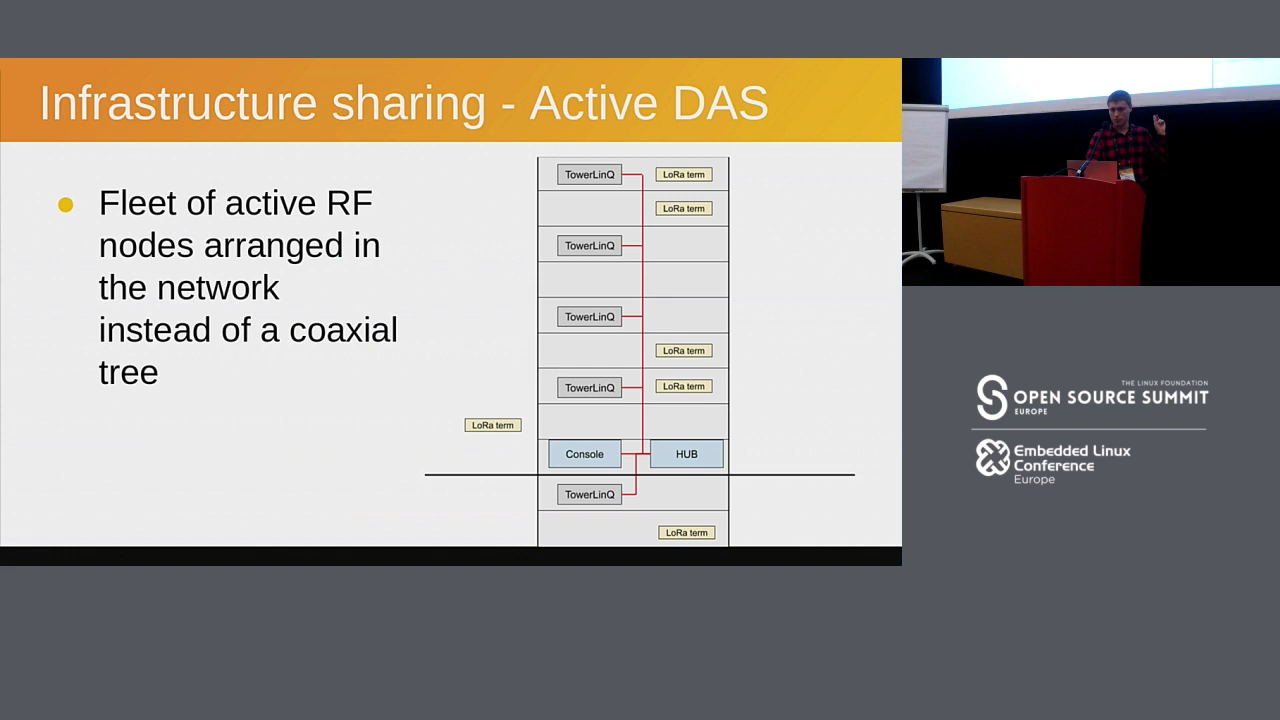 Infrastructure sharing - Active DAS
Fleet of active RF
nodes arranged in
the network
instead of a coaxial
tree
TowerLinQ
LoRa term
LoRa term
TowerLinQ
TowerLinQ
LoRa term
TowerLinQ
LoRa term
LoRa term
Console
HUB
TowerLinQ
LoRa term
THE LINUX FOUNDATION
OPEN SOURCE SUMMIT
EUROPE
Embedded Linux
Conference
Europe